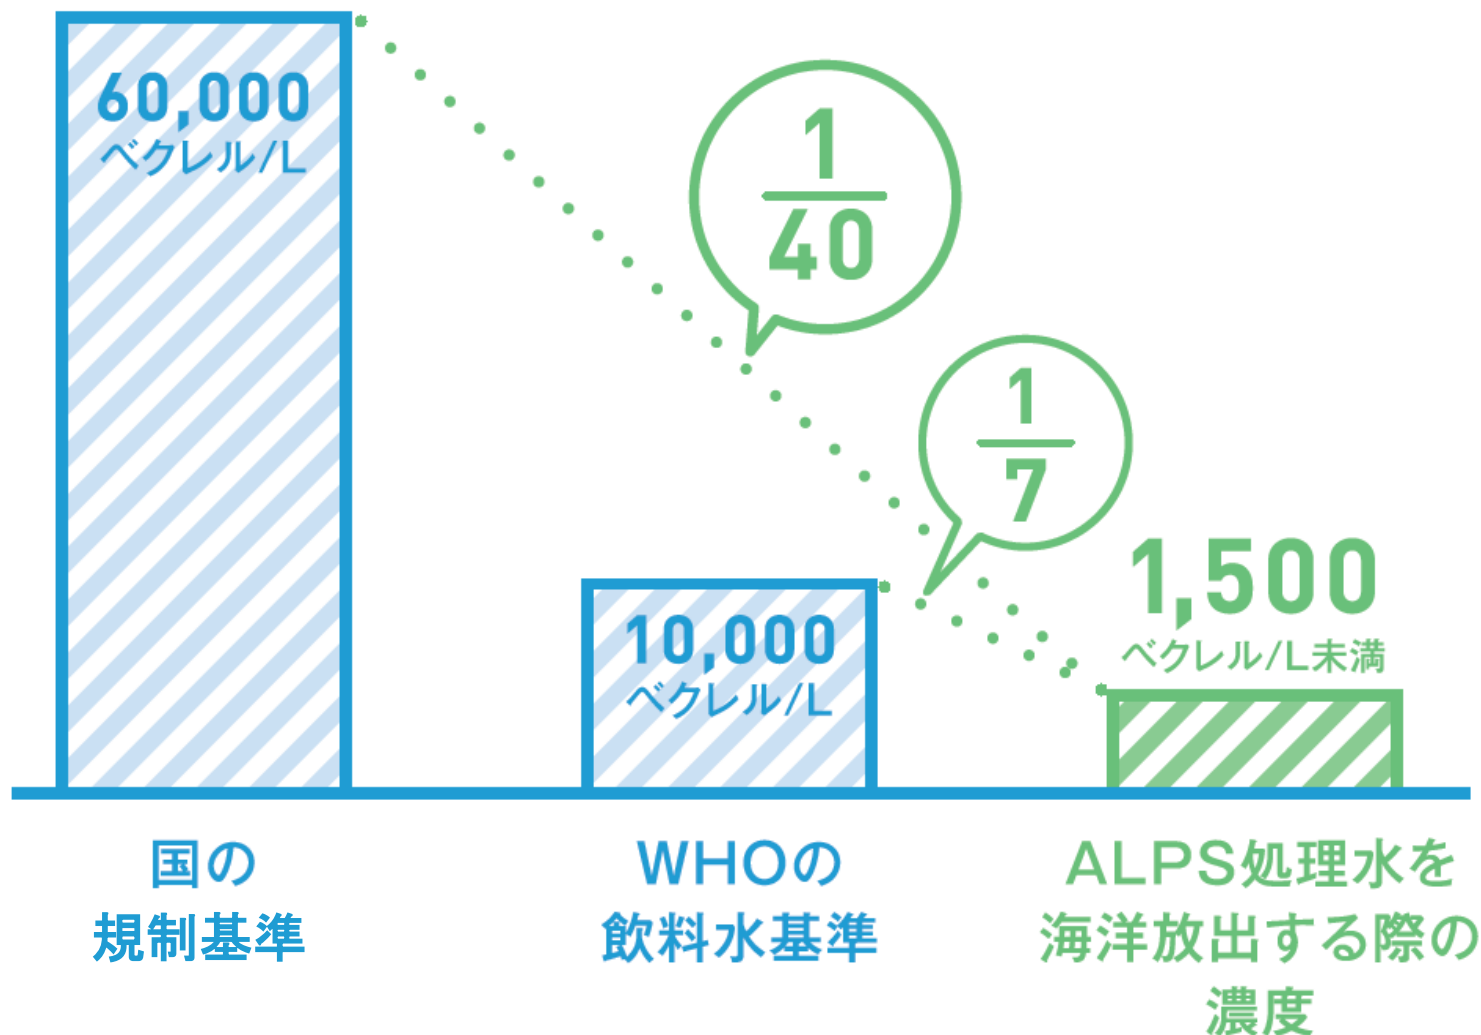 60,000
ベクレル/L
1
40
1
7
10,000
ベクレル/L
1,500
ベクレル/L未満
国の
規制基準
WHOの
飲料水基準
ALPS処理水を
海洋放出する際の
濃度